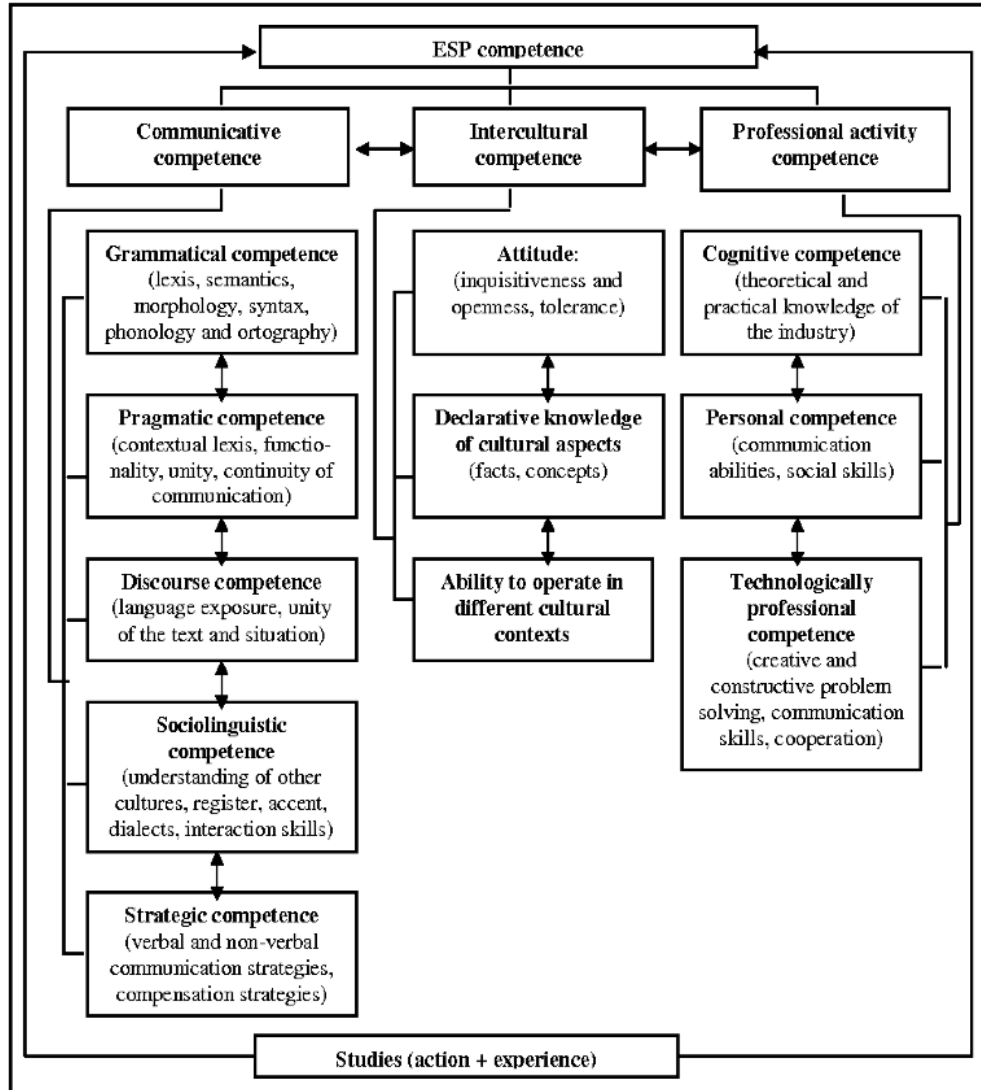 ESP competence
Communicative
competence
Intercultural
competence
Professional activity
competence
Grammatical competence
(lexis, semantics,
morphology, syntax,
phonology and ortography)
Pragmatic competence
(contextual lexis, functio-
nality, unity, continuity of
communication)
Discourse competence
(language exposure, unity
of the text and situation)
Sociolinguistic
competence
(understanding of other
cultures, register, accent,
dialects, interaction skills)
Strategic competence
(verbal and non-verbal
communication strategies,
compensation strategies)
Attitude:
(inquisitiveness and
openness, tolerance)
Declarative knowledge
of cultural aspects
(facts, concepts)
Ability to operate in
different cultural
contexts
Cognitive competence
(theoretical and
practical knowledge of
the industry)
Personal competence
(communication
abilities, social skills)
Technologically
professional
competence
(creative and
constructive problem
solving, communication
skills, cooperation)
Studies (action + experience)